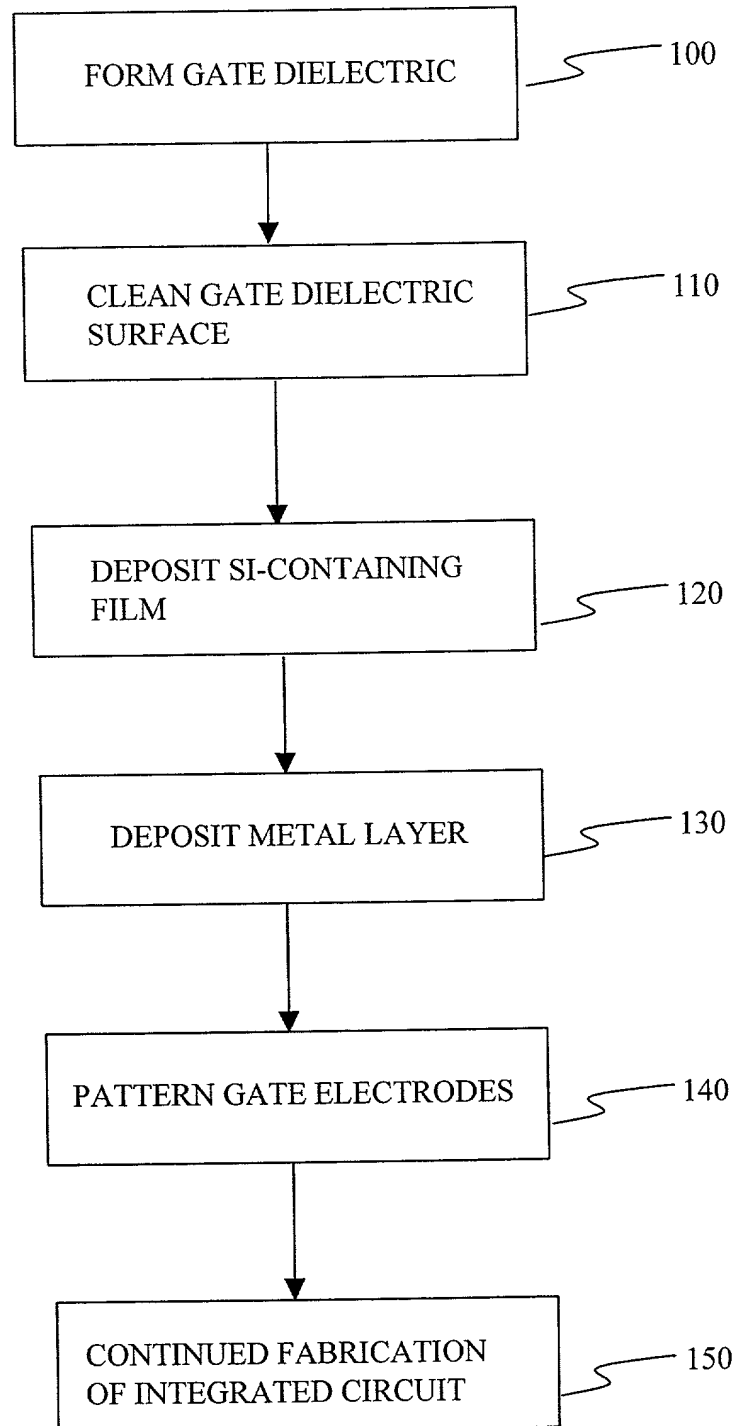 FORM GATE DIELECTRIC
100
CLEAN GATE DIELECTRIC
SURFACE
110
DEPOSIT SI-CONTAINING
FILM
120
DEPOSIT METAL LAYER
130
PATTERN GATE ELECTRODES
140
CONTINUED FABRICATION
OF INTEGRATED CIRCUIT
150